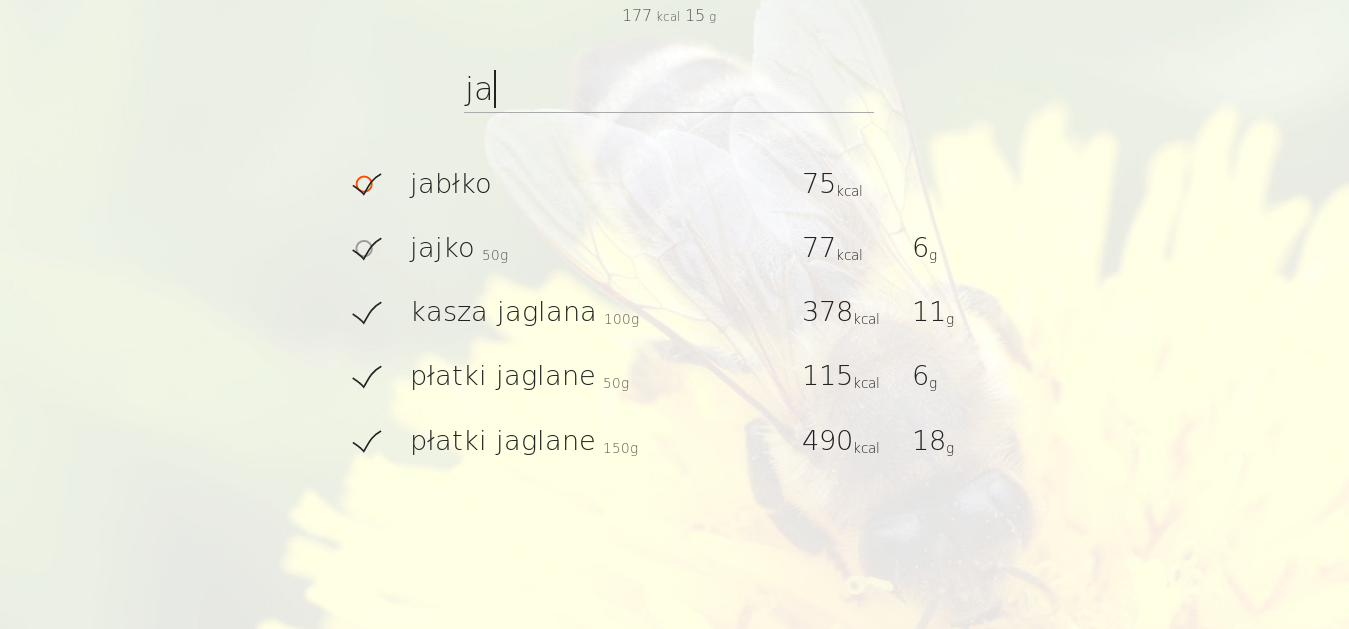 177 kcal 15 g
ja
jabłko 75kcal
jajko 50g 77kcal 6g
kasza jaglana 100g 378kcal 11g
płatki jaglane 50g 115kcal 6g
płatki jaglane 150g 490kcal 18g